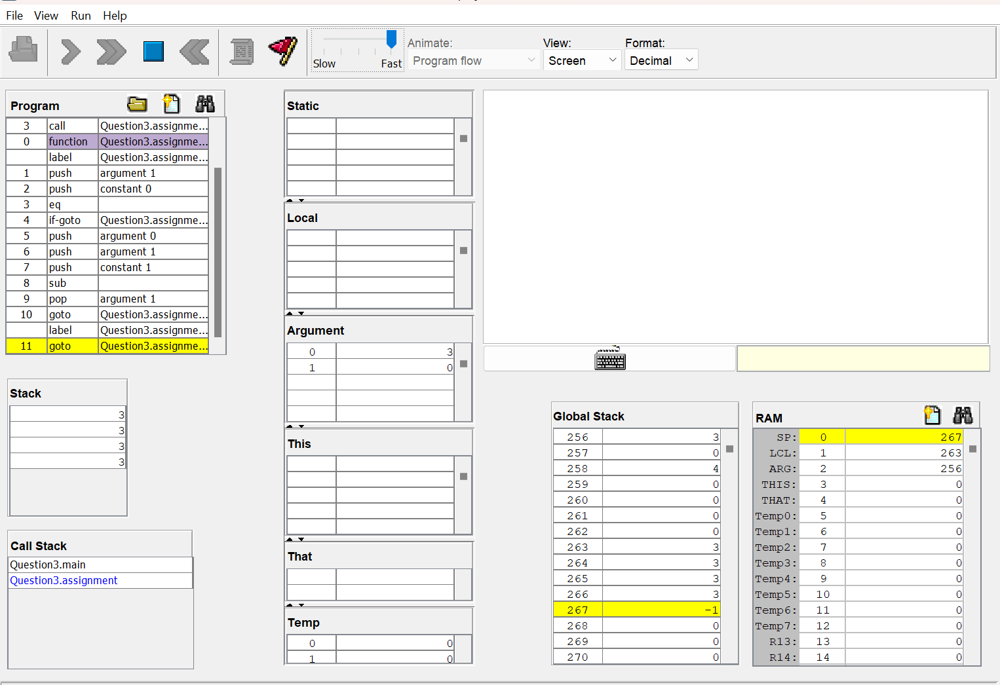 File View Run Help
Slow Fast
Animate:
Program flow
View:
Screen
Format:
Decimal
Program
3 call Question3.assignme...
0 function Question3.assignme...
label Question3.assignme...
1 push argument 1
2 push constant 0
3 eq
4 if-goto Question3.assignme...
5 push argument 0
6 push argument 1
7 push constant 1
8 sub
9 pop argument 1
10 goto Question3.assignme...
label Question3.assignme...
11 goto Question3.assignme...
Stack
3
3
3
3
Call Stack
Question3.main
Question3.assignment
Static
Local
Argument
0 3
1 0
This
That
Temp
0 0
1 0
Global Stack
256 3
257 0
258 4
259 0
260 0
261 0
262 0
263 3
264 3
265 3
266 3
267 -1
268 0
269 0
270 0
RAM
SP: 0 267
LCL: 1 263
ARG: 2 256
THIS: 3 0
THAT: 4 0
Temp0: 5 0
Temp1: 6 0
Temp2: 7 0
Temp3: 8 0
Temp4: 9 0
Temp5: 10 0
Temp6: 11 0
Temp7: 12 0
R13: 13 0
R14: 14 0